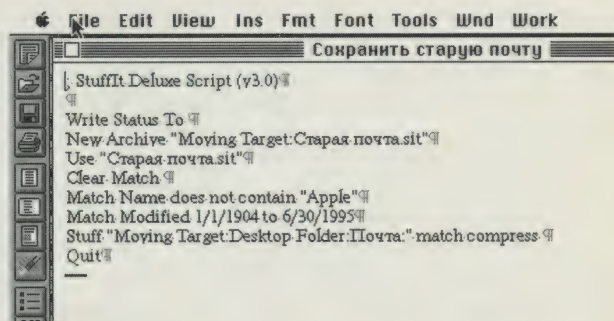 File Edit View Ins Fmt Font Tools Wnd Work
Сохранить старую почту
; StuffIt Deluxe Script (v3.0)¶
¶
Write Status To ¶
New Archive "Moving Target:Старая почта.sit"¶
Use "Старая почта.sit"¶
Clear Match ¶
Match Name does not contain "Apple"¶
Match Modified 1/1/1904 to 6/30/1995¶
Stuff "Moving Target:Desktop Folder:Почта:" match compress ¶
Quit¶